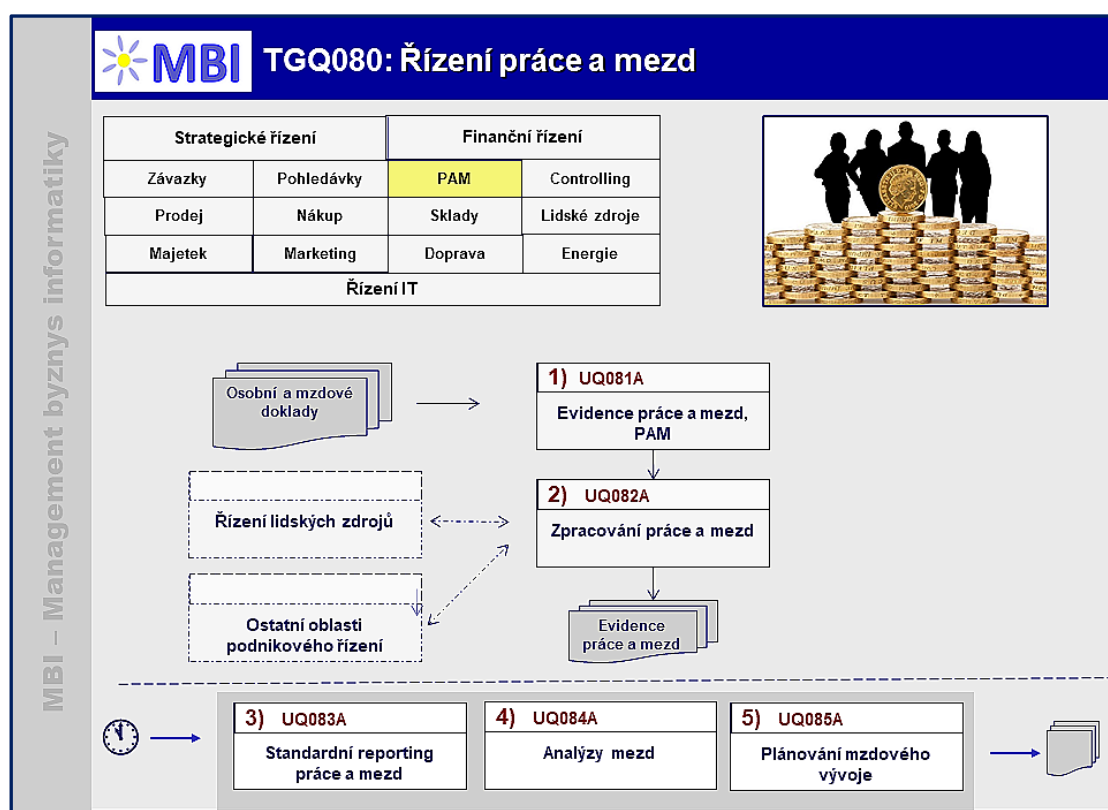 MBI
TGQ080: Řízení práce a mezd
MBI – Management byznys informatiky
Strategické řízení
Finanční řízení
Závazky
Pohledávky
PAM
Controlling
Prodej
Nákup
Sklady
Lidské zdroje
Majetek
Marketing
Doprava
Energie
Řízení IT
Osobní a mzdové
doklady
1) UQ081A
Evidence práce a mezd,
PAM
2) UQ082A
Zpracování práce a mezd
Řízení lidských zdrojů
Ostatní oblasti
podnikového řízení
Evidence
práce a mezd
3) UQ083A
Standardní reporting
práce a mezd
4) UQ084A
Analýzy mezd
5) UQ085A
Plánování mzdového
vývoje